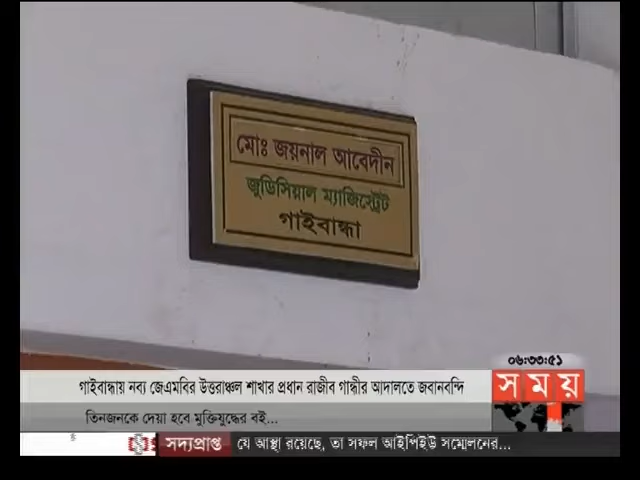 মোঃ জয়নাল আবেদীন
জুডিসিয়াল ম্যাজিস্ট্রেট
গাইবান্ধা
০৬:৩৩:৫১
গাইবান্ধায় নব্য জেএমবির উত্তরাঞ্চল শাখার প্রধান রাজীব গান্ধীর আদালতে জবানবন্দি
সময়
তিনজনকে দেয়া হবে মুক্তিযুদ্ধের বই...
সদ্যপ্রাপ্ত যে আস্থা রয়েছে, তা সফল আইপিইউ সম্মেলনের...